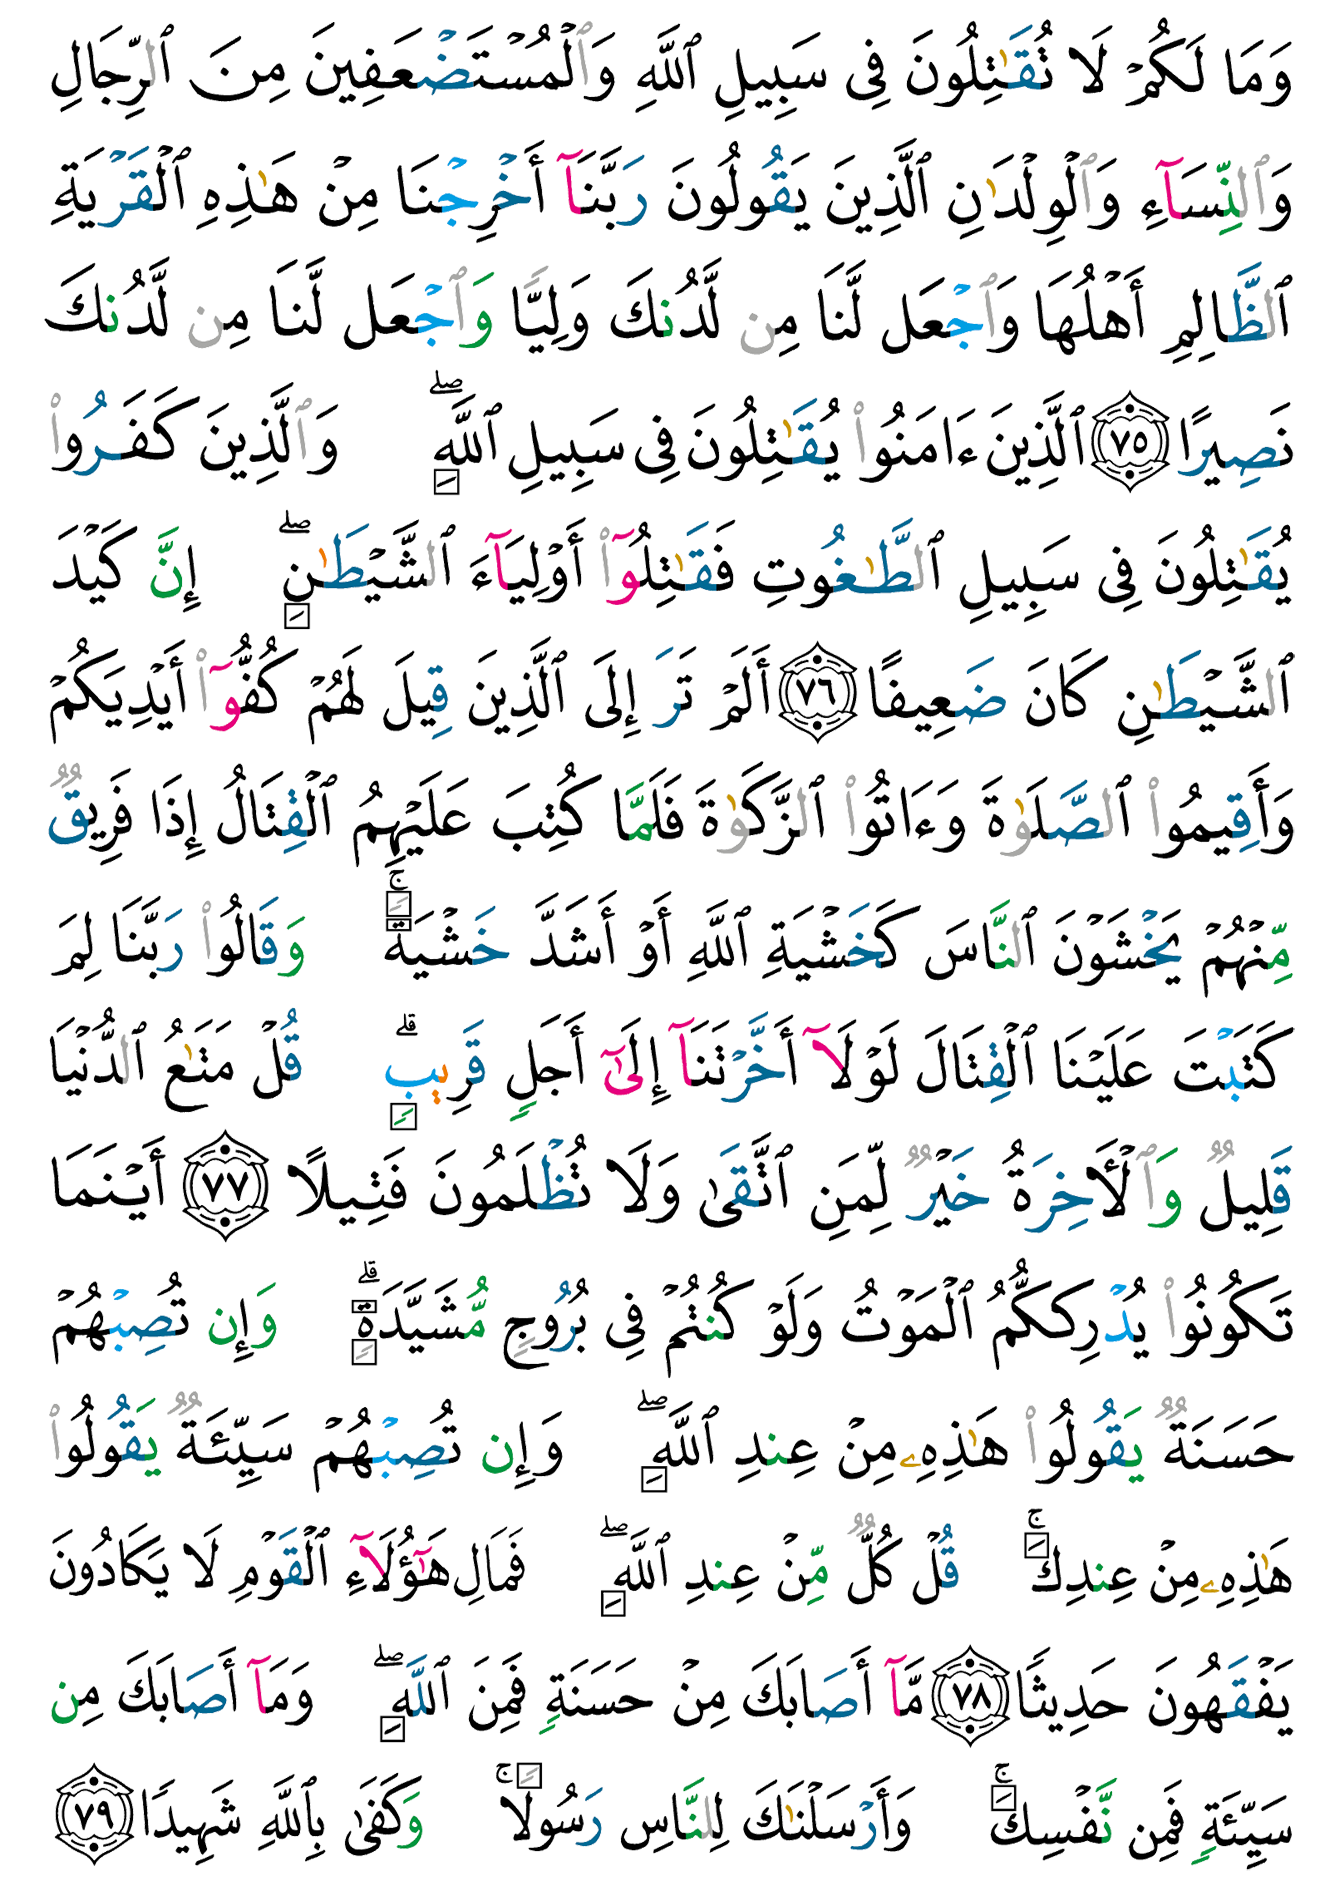 وَمَا لَكُمْ لَا تُقَـٰتِلُونَ فِى سَبِيلِ ٱللَّهِ وَٱلْمُسْتَضْعَفِينَ مِنَ ٱلرِّجَالِ
وَٱلنِّسَآءِ وَٱلْوِلْدَٰنِ ٱلَّذِينَ يَقُولُونَ رَبَّنَآ أَخْرِجْنَا مِنْ هَـٰذِهِ ٱلْقَرْيَةِ
ٱلظَّالِمِ أَهْلُهَا وَٱجْعَل لَّنَا مِن لَّدُنكَ وَلِيًّا وَٱجْعَل لَّنَا مِن لَّدُنكَ
نَصِيرًا ٧٥ ٱلَّذِينَ ءَامَنُوا۟ يُقَـٰتِلُونَ فِى سَبِيلِ ٱللَّهِ ۖ وَٱلَّذِينَ كَفَرُوا۟
يُقَـٰتِلُونَ فِى سَبِيلِ ٱلطَّـٰغُوتِ فَقَـٰتِلُوٓا۟ أَوْلِيَآءَ ٱلشَّيْطَـٰنِ ۖ إِنَّ كَيْدَ
ٱلشَّيْطَـٰنِ كَانَ ضَعِيفًا ٧٦ أَلَمْ تَرَ إِلَى ٱلَّذِينَ قِيلَ لَهُمْ كُفُّوٓا۟ أَيْدِيَكُمْ
وَأَقِيمُوا۟ ٱلصَّلَوٰةَ وَءَاتُوا۟ ٱلزَّكَوٰةَ فَلَمَّا كُتِبَ عَلَيْهِمُ ٱلْقِتَالُ إِذَا فَرِيقٌ
مِّنْهُمْ يَخْشَوْنَ ٱلنَّاسَ كَخَشْيَةِ ٱللَّهِ أَوْ أَشَدَّ خَشْيَةً ۚ وَقَالُوا۟ رَبَّنَا لِمَ
كَتَبْتَ عَلَيْنَا ٱلْقِتَالَ لَوْلَآ أَخَّرْتَنَآ إِلَىٰٓ أَجَلٍ قَرِيبٍ ۗ قُلْ مَتَـٰعُ ٱلدُّنْيَا
قَلِيلٌ وَٱلْـَٔاخِرَةُ خَيْرٌ لِّمَنِ ٱتَّقَىٰ وَلَا تُظْلَمُونَ فَتِيلًا ٧٧ أَيْنَمَا
تَكُونُوا۟ يُدْرِككُّمُ ٱلْمَوْتُ وَلَوْ كُنتُمْ فِى بُرُوجٍ مُّشَيَّدَةٍ ۗ وَإِن تُصِبْهُمْ
حَسَنَةٌ يَقُولُوا۟ هَـٰذِهِۦ مِنْ عِندِ ٱللَّهِ ۖ وَإِن تُصِبْهُمْ سَيِّئَةٌ يَقُولُوا۟
هَـٰذِهِۦ مِنْ عِندِكَ ۚ قُلْ كُلٌّ مِّنْ عِندِ ٱللَّهِ ۖ فَمَالِ هَـٰٓؤُلَآءِ ٱلْقَوْمِ لَا يَكَادُونَ
يَفْقَهُونَ حَدِيثًا ٧٨ مَّآ أَصَابَكَ مِنْ حَسَنَةٍ فَمِنَ ٱللَّهِ ۖ وَمَآ أَصَابَكَ مِن
سَيِّئَةٍ فَمِن نَّفْسِكَ ۚ وَأَرْسَلْنَـٰكَ لِلنَّاسِ رَسُولًا ۚ وَكَفَىٰ بِٱللَّهِ شَهِيدًا ٧٩